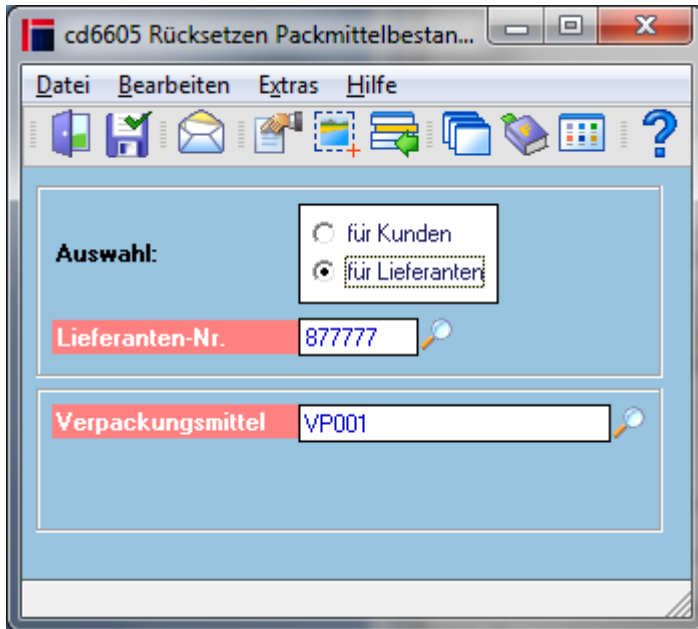 cd6605 Rücksetzen Packmittelbestan...
Datei Bearbeiten Extras Hilfe
Auswahl:
für Kunden
für Lieferanten
Lieferanten-Nr. 877777
Verpackungsmittel VP001